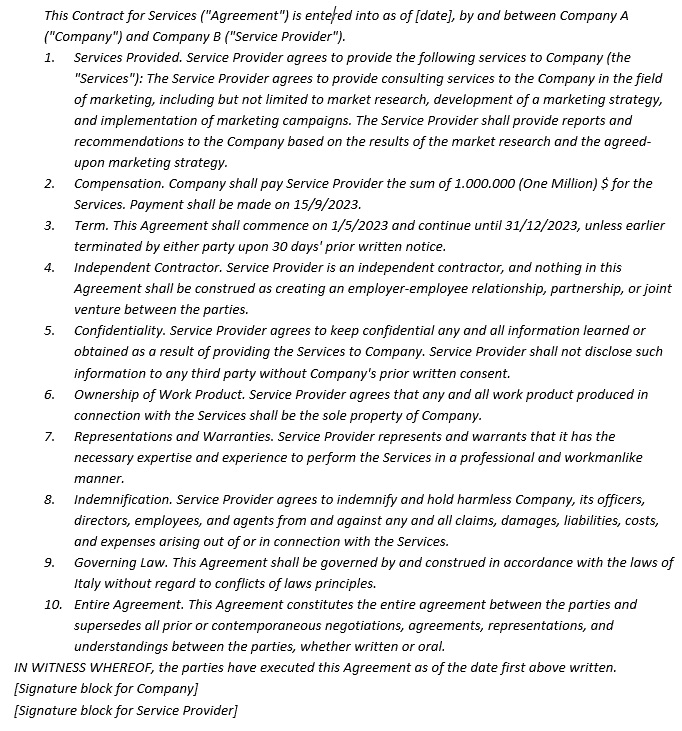 This Contract for Services ("Agreement") is entered into as of [date], by and between Company A
("Company") and Company B ("Service Provider").
1. Services Provided. Service Provider agrees to provide the following services to Company (the
"Services"): The Service Provider agrees to provide consulting services to the Company in the field
of marketing, including but not limited to market research, development of a marketing strategy,
and implementation of marketing campaigns. The Service Provider shall provide reports and
recommendations to the Company based on the results of the market research and the agreed-
upon marketing strategy.
2. Compensation. Company shall pay Service Provider the sum of 1.000.000 (One Million) $ for the
Services. Payment shall be made on 15/9/2023.
3. Term. This Agreement shall commence on 1/5/2023 and continue until 31/12/2023, unless earlier
terminated by either party upon 30 days' prior written notice.
4. Independent Contractor. Service Provider is an independent contractor, and nothing in this
Agreement shall be construed as creating an employer-employee relationship, partnership, or joint
venture between the parties.
5. Confidentiality. Service Provider agrees to keep confidential any and all information learned or
obtained as a result of providing the Services to Company. Service Provider shall not disclose such
information to any third party without Company's prior written consent.
6. Ownership of Work Product. Service Provider agrees that any and all work product produced in
connection with the Services shall be the sole property of Company.
7. Representations and Warranties. Service Provider represents and warrants that it has the
necessary expertise and experience to perform the Services in a professional and workmanlike
manner.
8. Indemnification. Service Provider agrees to indemnify and hold harmless Company, its officers,
directors, employees, and agents from and against any and all claims, damages, liabilities, costs,
and expenses arising out of or in connection with the Services.
9. Governing Law. This Agreement shall be governed by and construed in accordance with the laws of
Italy without regard to conflicts of laws principles.
10. Entire Agreement. This Agreement constitutes the entire agreement between the parties and
supersedes all prior or contemporaneous negotiations, agreements, representations, and
understandings between the parties, whether written or oral.
IN WITNESS WHEREOF, the parties have executed this Agreement as of the date first above written.
[Signature block for Company]
[Signature block for Service Provider]